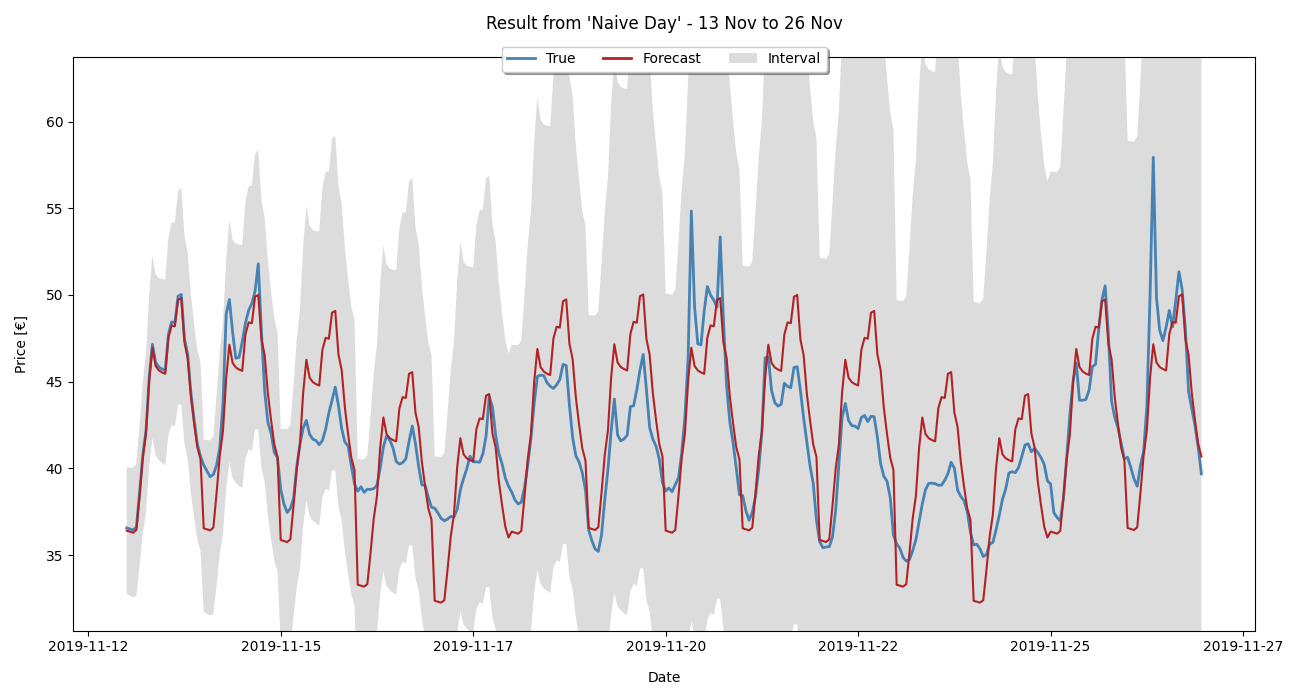 Result from 'Naive Day' - 13 Nov to 26 Nov
True Forecast Interval
60
55
50
45
40
35
Price [€]
2019-11-12 2019-11-15 2019-11-17 2019-11-20 2019-11-22 2019-11-25 2019-11-27
Date